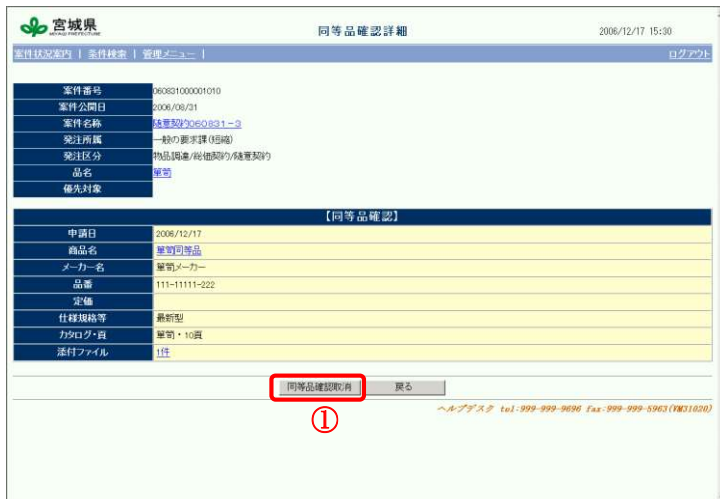 宮城県
MIYAGI PREFECTURE
同等品確認詳細
2006/12/17 15:30
案件状況案内 | 条件検索 | 管理メニュー |
ログアウト
案件番号 060831000001010
案件公開日 2006/08/31
案件名称 随意契約060831-3
発注所属 一般の要求課(短縮)
発注区分 物品調達/総価契約/随意契約
品名 箪笥
優先対象
【同等品確認】
申請日 2006/12/17
商品名 箪笥同等品
メーカー名 箪笥メーカー
品番 111-11111-222
定価
仕様規格等 最新型
カタログ・頁 箪笥・10頁
添付ファイル 1件
同等品確認取消 戻る
①
ヘルプデスク tel:999-999-9696 fax:999-999-5963(VM31020)